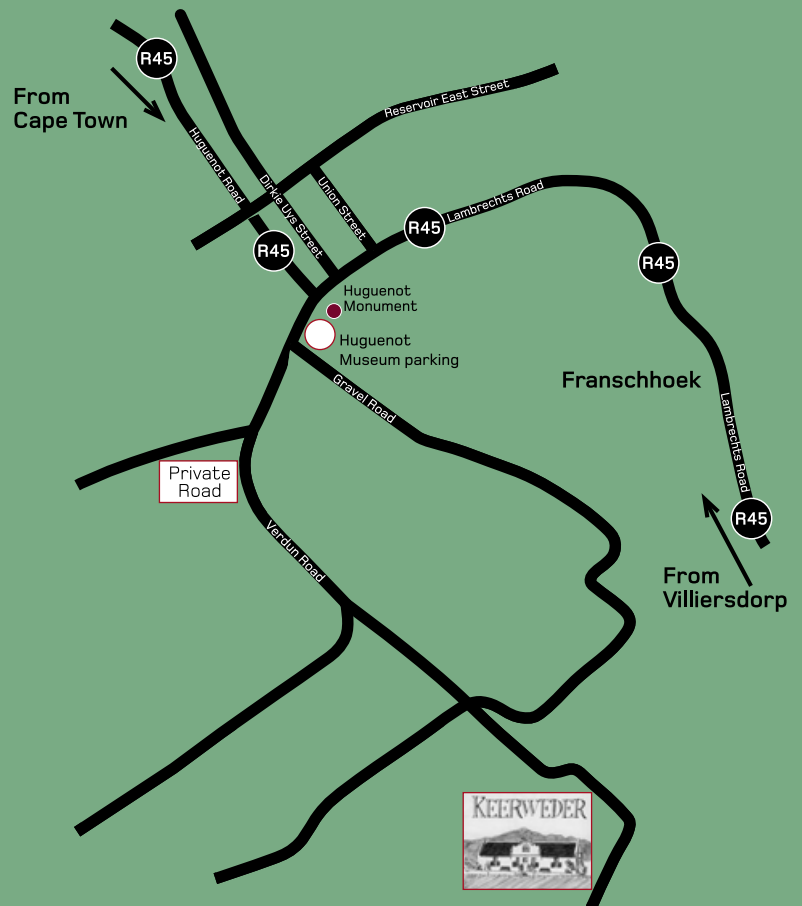 R45
From
Cape Town
Reservoir East Street
Huguenot Road
Dirkie Uys Street
Union Street
R45
Lambrechts Road
R45
R45
Huguenot
Monument
Huguenot
Museum parking
Franschhoek
Gravel Road
Lambrechts Road
Private
Road
R45
Verdun Road
From
Villiersdorp
KEERWEDER